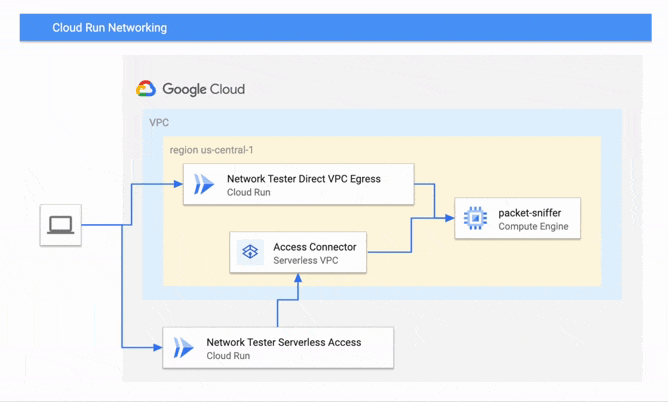 Cloud Run Networking
Google Cloud
VPC
region us-central-1
Network Tester Direct VPC Egress
Cloud Run
packet-sniffer
Compute Engine
Access Connector
Serverless VPC
Network Tester Serverless Access
Cloud Run